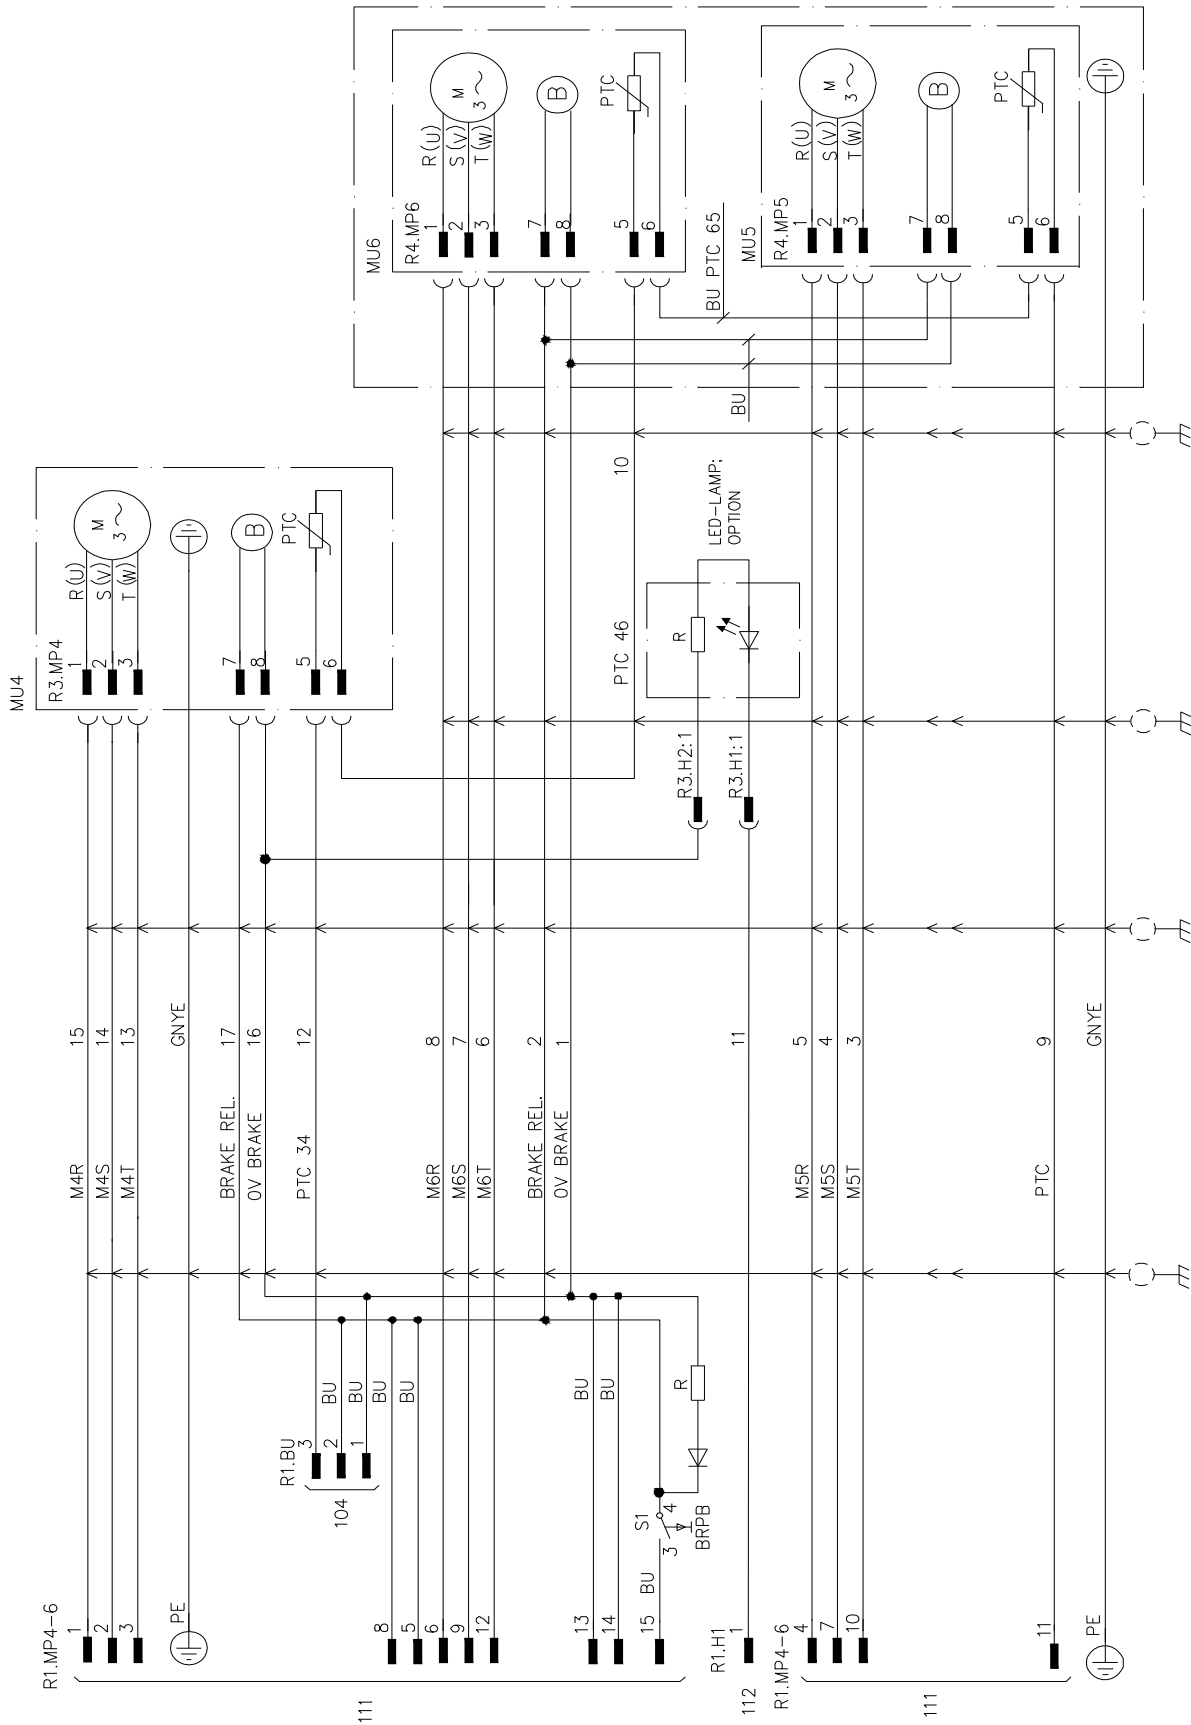 MU4
R3.MP4
1
2
3
7
8
5
6
R(U)
S(V)
T(W)
M
3~
B
PTC
MU6
R4.MP6
1
2
3
7
8
5
6
R(U)
S(V)
T(W)
M
3~
B
PTC
BU PTC 65
MU5
R4.MP5
1
2
3
7
8
5
6
R(U)
S(V)
T(W)
M
3~
B
PTC
BU
10
PTC 46
LED-LAMP;
OPTION
R
R3.H2:1
R3.H1:1
M4R 15
M4S 14
M4T 13
GNYE
BRAKE REL. 17
0V BRAKE 16
PTC 34 12
M6R 8
M6S 7
M6T 6
BRAKE REL. 2
0V BRAKE 1
11
M5R 5
M5S 4
M5T 3
PTC 9
GNYE
R1.BU
3
2
1
104
BU
BU
BU
BU
BU
BU
R
S1
4
3
BRPB
BU
R1.MP4-6
1
2
3
PE
8
5
6
9
12
13
14
15
111
R1.H1
1
112
R1.MP4-6
4
7
10
11
111
PE